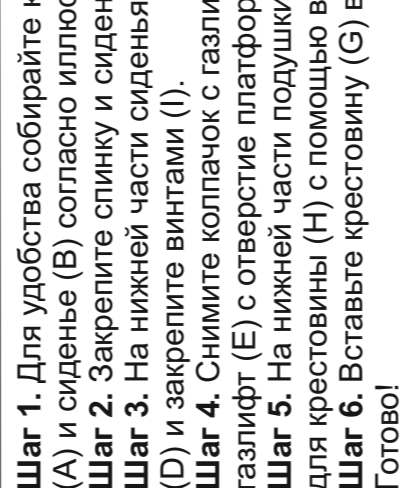 Шаг 1. Для удобства собирайте
(А) и сиденье (В) согласно
Шаг 2. Закрепите спинку и
Шаг 3. На нижней части сиденья
(D) и закрепите винтами (I).
Шаг 4. Снимите колпачок с
газлифт (Е) с отверстие
Шаг 5. На нижней части подушки
для крестовины (Н) с помощью
Шаг 6. Вставьте крестовину (G) в
Готово!